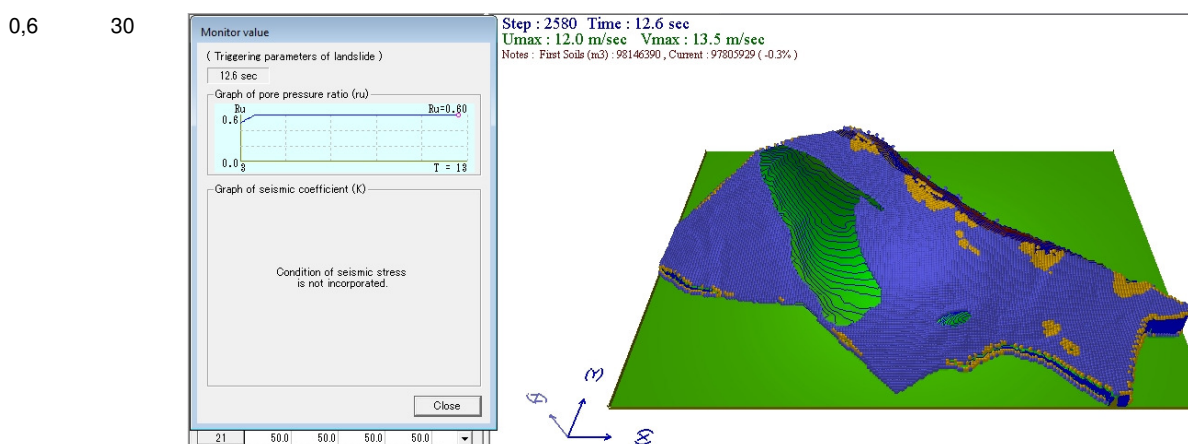 0,6 30
Monitor value
( Triggering parameters of landslide )
12.6 sec
Graph of pore pressure ratio (ru)
Ru Ru=0.60
0.6
0.0 3 T = 13
Graph of seismic coefficient (K)
Condition of seismic stress
is not incorporated.
Close
21 50.0 50.0 50.0 50.0
Step : 2580 Time : 12.6 sec
Umax : 12.0 m/sec Vmax : 13.5 m/sec
Notes : First Soils (m3) : 98146390 , Current : 97805929 ( -0.3% )
(Y)
(X)